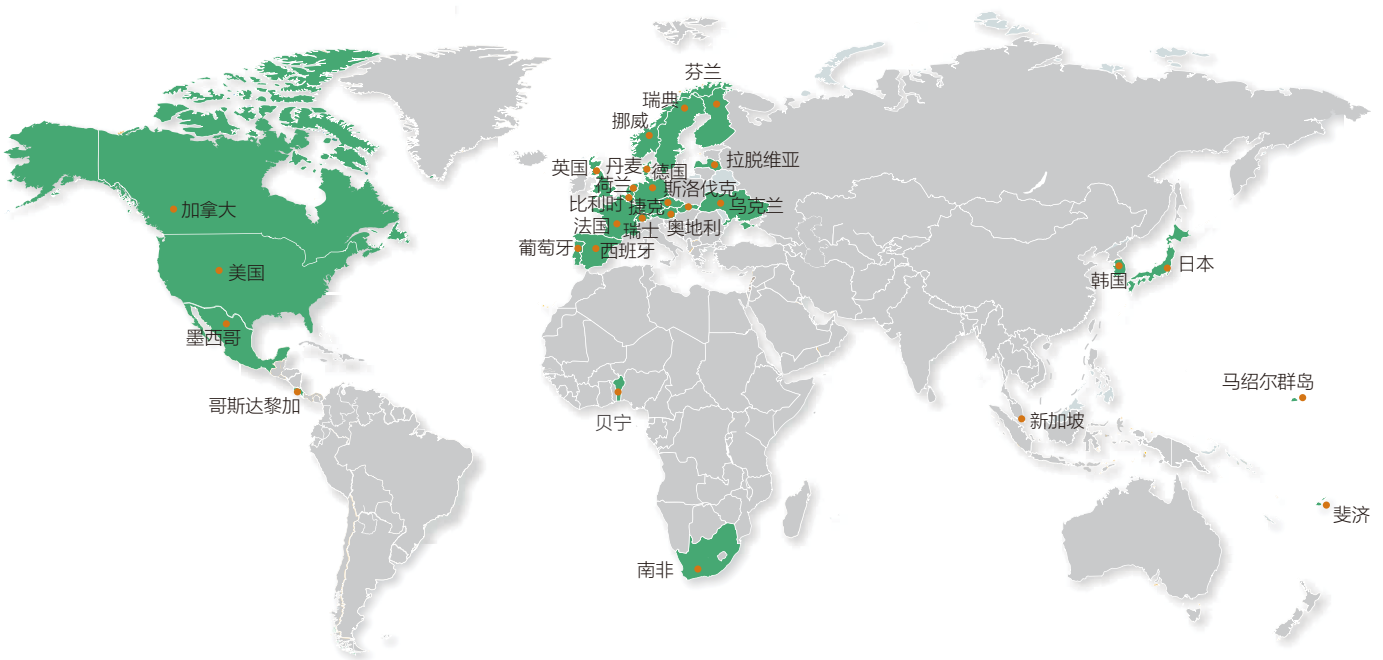 芬兰
瑞典
挪威
拉脱维亚
英国
丹麦
德国
荷兰
斯洛伐克
比利时
捷克
乌克兰
法国
瑞士
奥地利
葡萄牙
西班牙
加拿大
美国
墨西哥
哥斯达黎加
贝宁
南非
韩国
日本
新加坡
马绍尔群岛
斐济